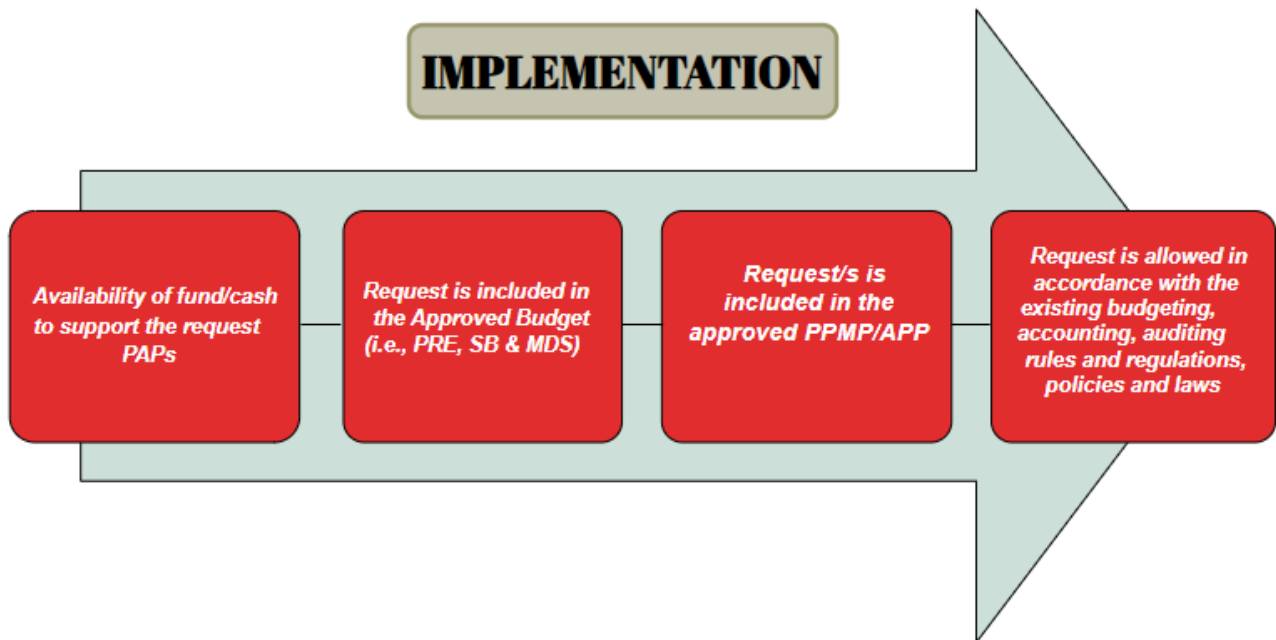 IMPLEMENTATION
Availability of fund/cash
to support the request
PAPs
Request is included in
the Approved Budget
(i.e., PRE, SB & MDS)
Request/s is
included in the
approved PPMP/APP
Request is allowed in
accordance with the
existing budgeting,
accounting, auditing
rules and regulations,
policies and laws